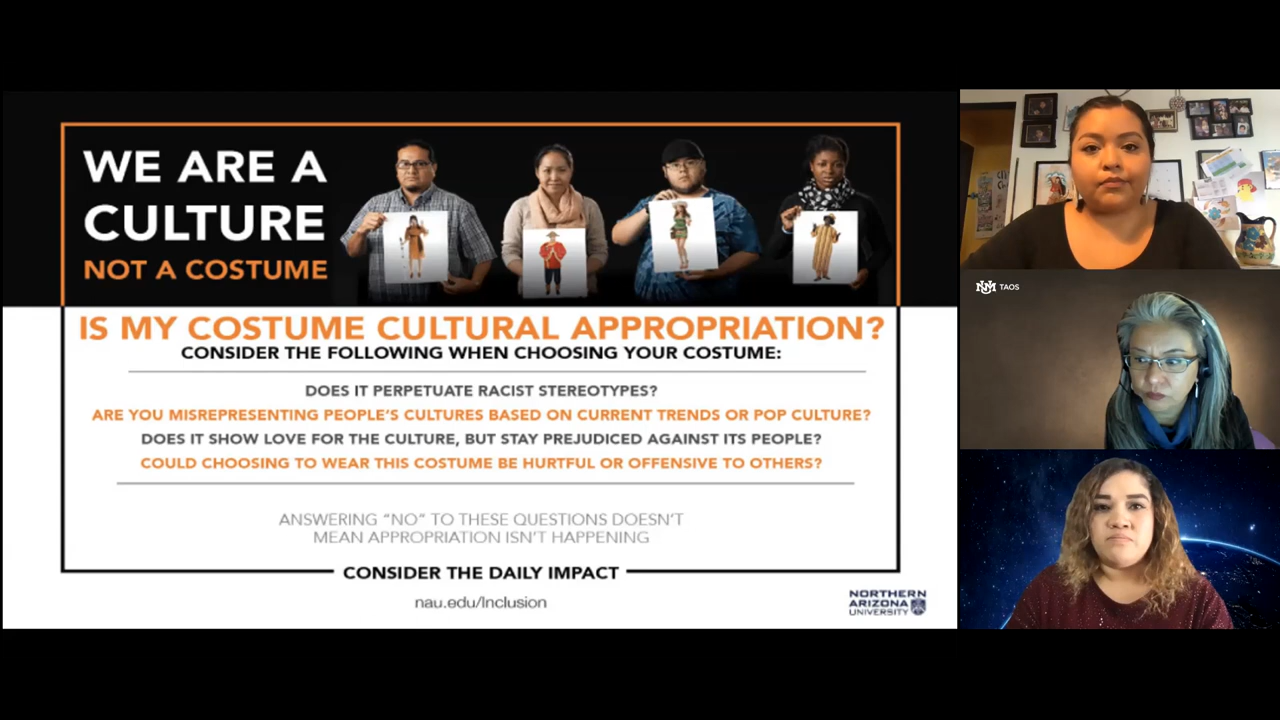 WE ARE A
CULTURE
NOT A COSTUME
IS MY COSTUME CULTURAL APPROPRIATION?
CONSIDER THE FOLLOWING WHEN CHOOSING YOUR COSTUME:
DOES IT PERPETUATE RACIST STEREOTYPES?
ARE YOU MISREPRESENTING PEOPLE'S CULTURES BASED ON CURRENT TRENDS OR POP CULTURE?
DOES IT SHOW LOVE FOR THE CULTURE, BUT STAY PREJUDICED AGAINST ITS PEOPLE?
COULD CHOOSING TO WEAR THIS COSTUME BE HURTFUL OR OFFENSIVE TO OTHERS?
ANSWERING “NO” TO THESE QUESTIONS DOESN'T
MEAN APPROPRIATION ISN'T HAPPENING
CONSIDER THE DAILY IMPACT
nau.edu/Inclusion
NORTHERN
ARIZONA
UNIVERSITY
UNM TAOS